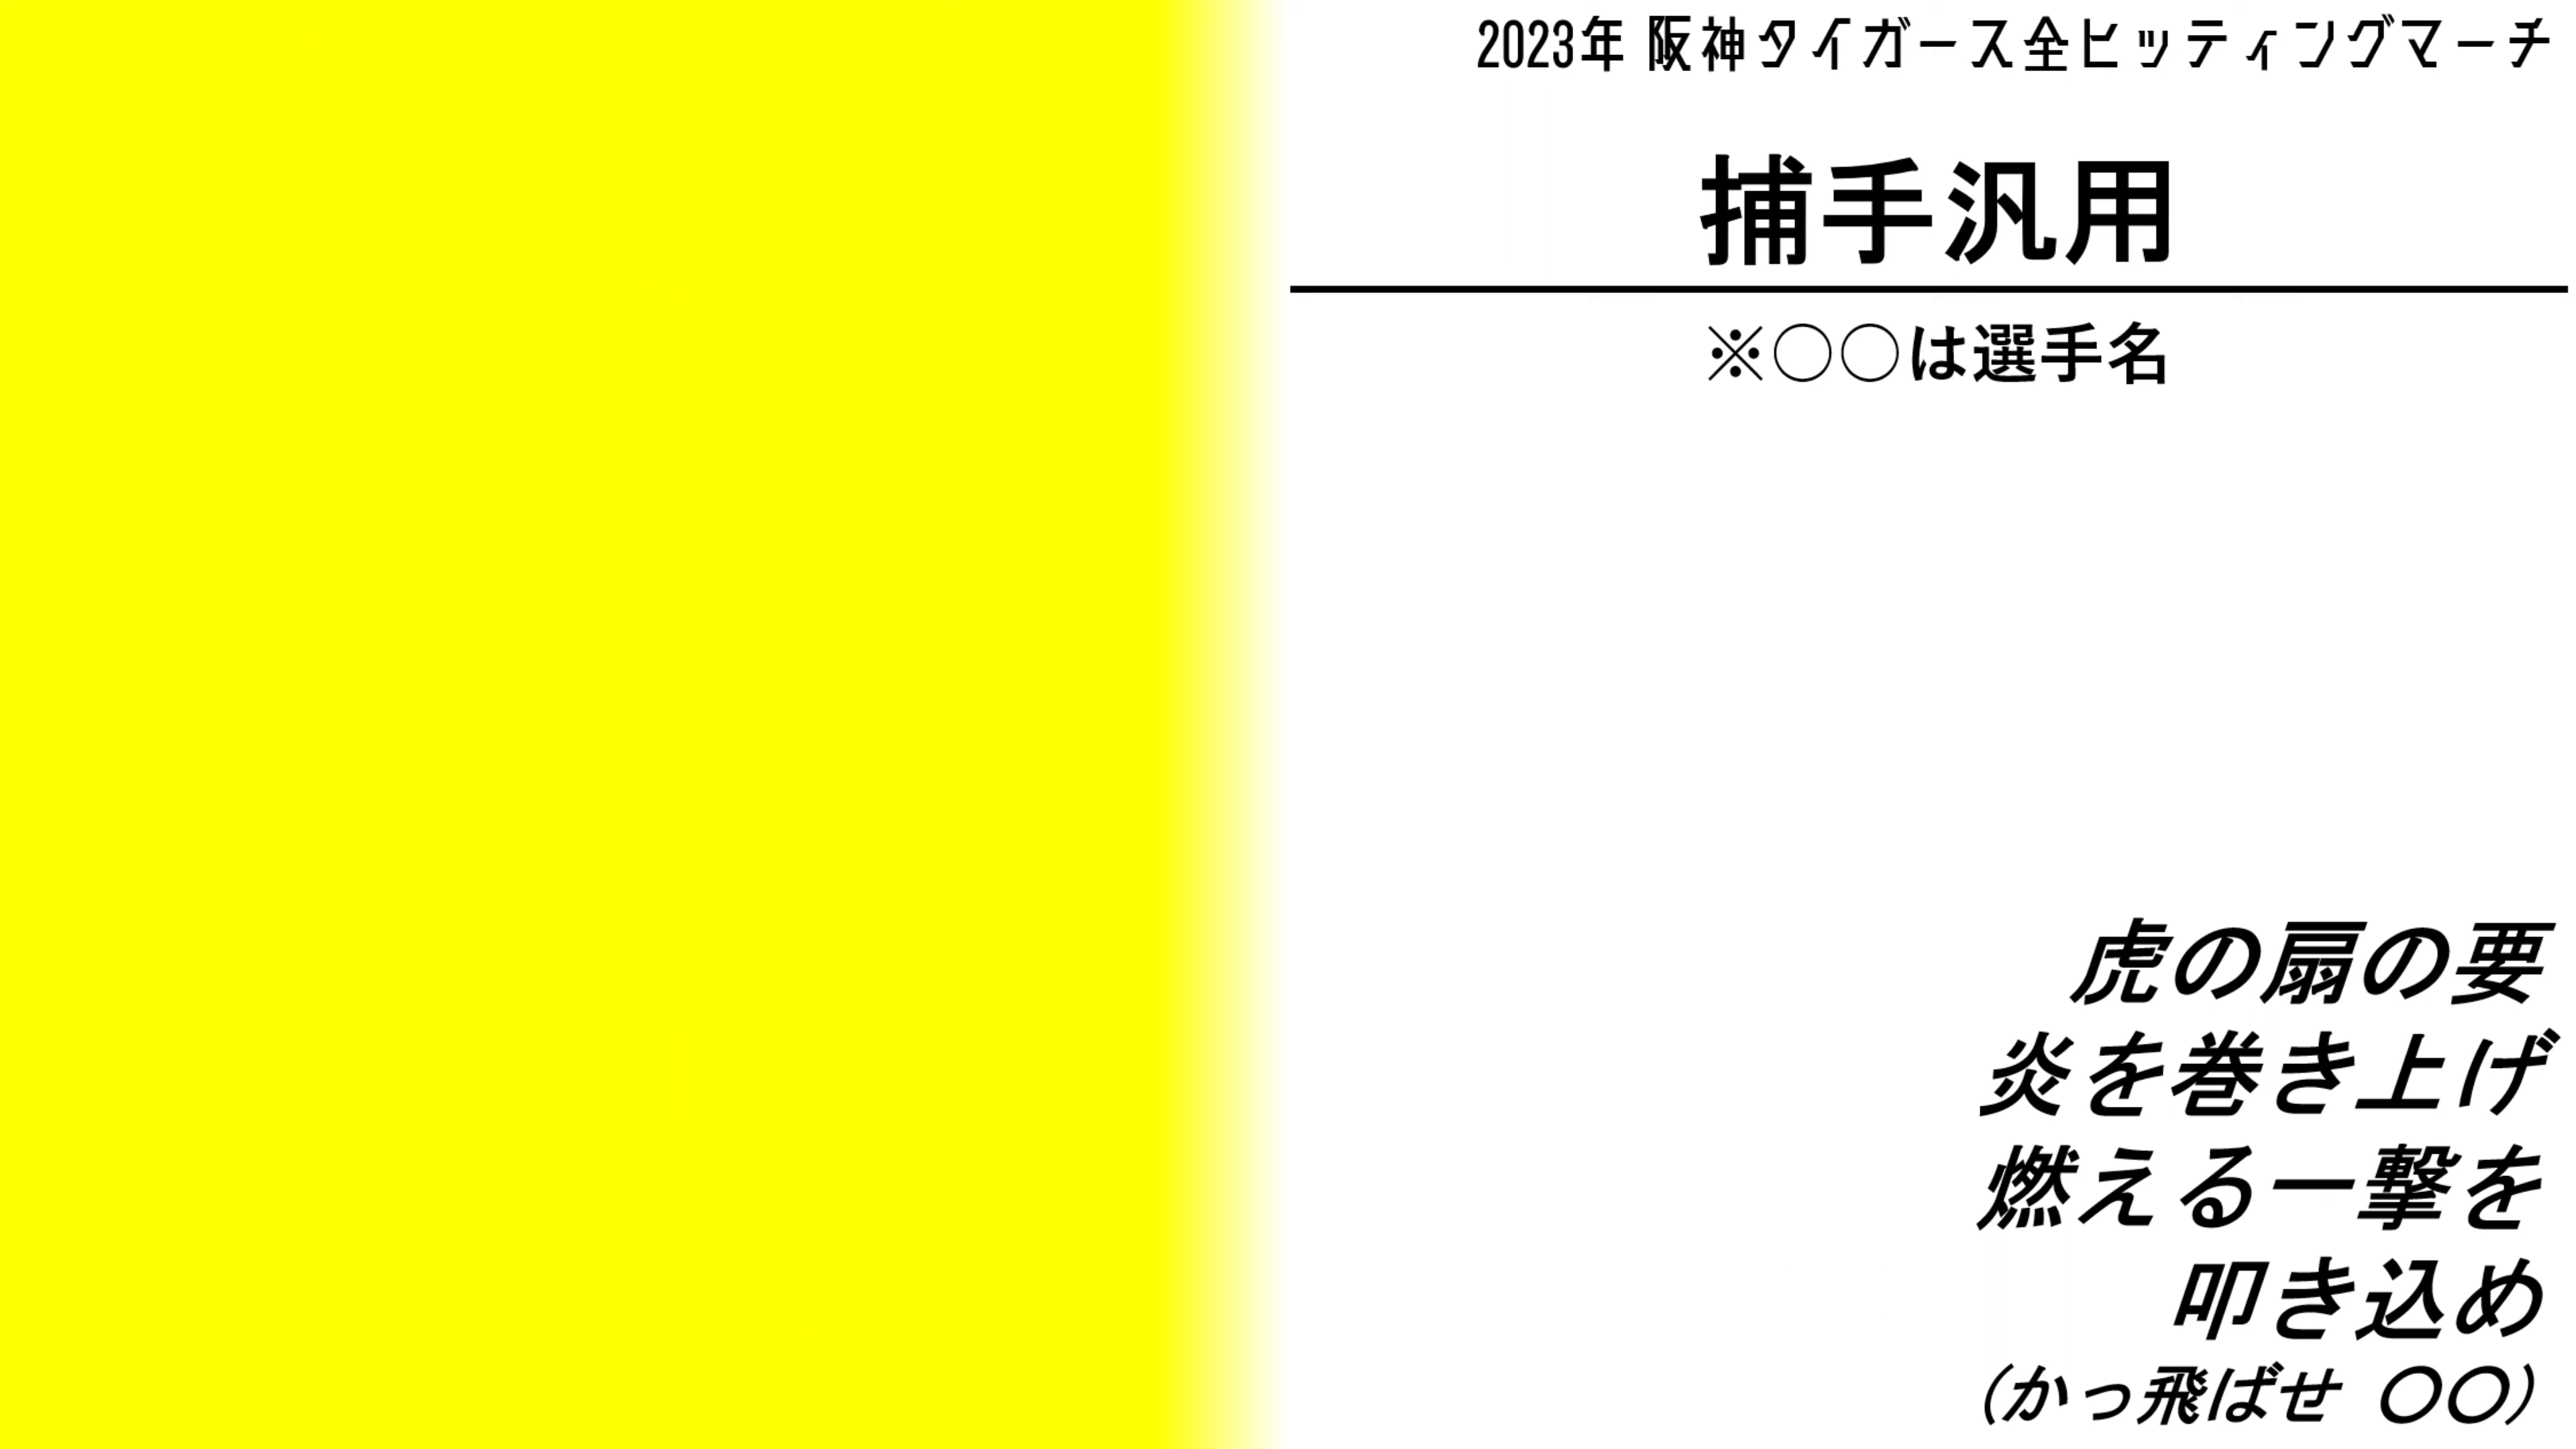 2023年 阪神タイガース全ヒッティングマーチ
捕手汎用
※○○は選手名
虎の扇の要
炎を巻き上げ
燃える一撃を
叩き込め
（かっ飛ばせ ○○）